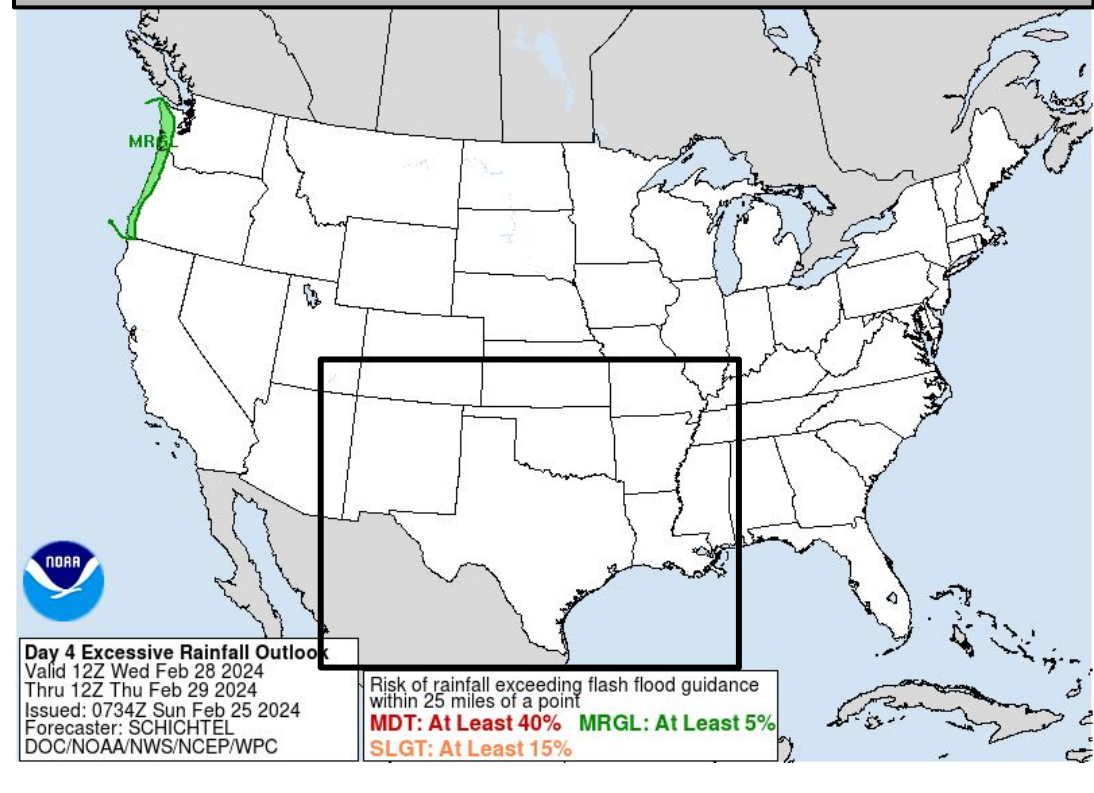 MRGL
NOAA
Day 4 Excessive Rainfall Outlook
Valid 12Z Wed Feb 28 2024
Thru 12Z Thu Feb 29 2024
Issued: 0734Z Sun Feb 25 2024
Forecaster: SCHICHTEL
DOC/NOAA/NWS/NCEP/WPC
Risk of rainfall exceeding flash flood guidance
within 25 miles of a point
MDT: At Least 40% MRGL: At Least 5%
SLGT: At Least 15%